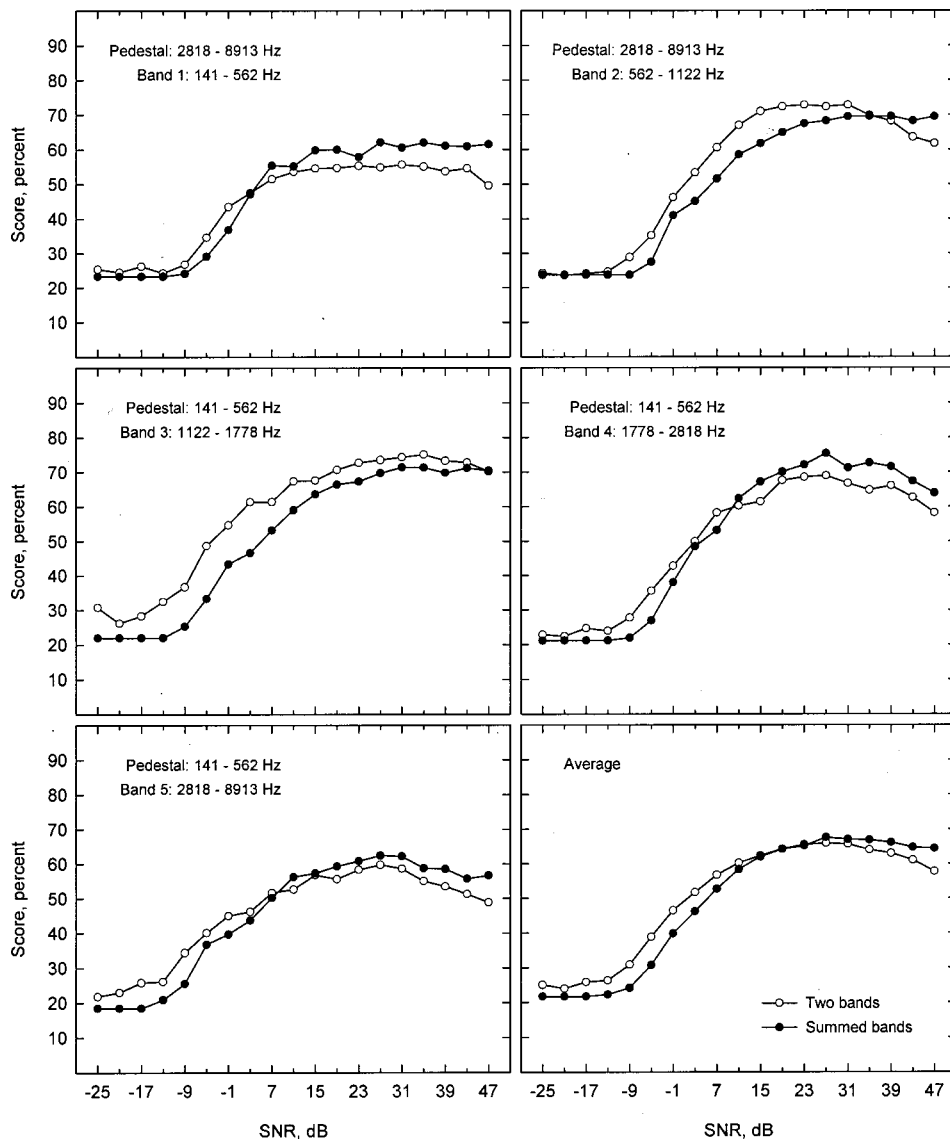 Pedestal: 2818 - 8913 Hz
Band 1: 141 - 562 Hz
Score, percent
90
80
70
60
50
40
30
20
10
Pedestal: 2818 - 8913 Hz
Band 2: 562 - 1122 Hz
Pedestal: 141 - 562 Hz
Band 3: 1122 - 1778 Hz
Score, percent
90
80
70
60
50
40
30
20
10
Pedestal: 141 - 562 Hz
Band 4: 1778 - 2818 Hz
Pedestal: 141 - 562 Hz
Band 5: 2818 - 8913 Hz
Score, percent
90
80
70
60
50
40
30
20
10
-25 -17 -9 -1 7 15 23 31 39 47
SNR, dB
Average
Two bands
Summed bands
-25 -17 -9 -1 7 15 23 31 39 47
SNR, dB